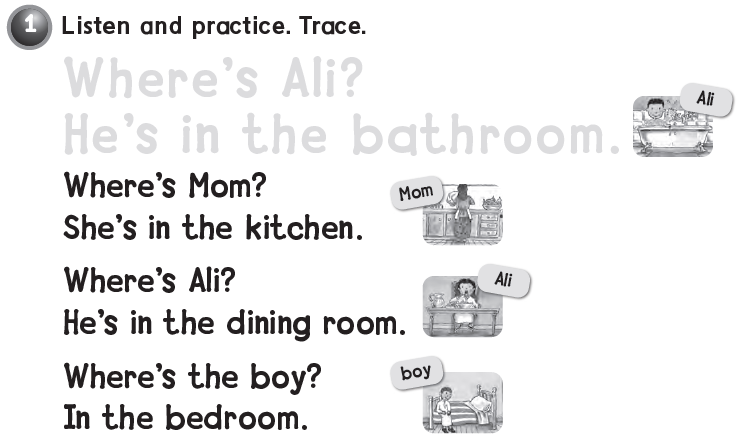 1 Listen and practice. Trace.
Where's Ali?
He's in the bathroom.
Ali
Where's Mom?
She's in the kitchen.
Mom
Where's Ali?
He's in the dining room.
Ali
Where's the boy?
In the bedroom.
boy